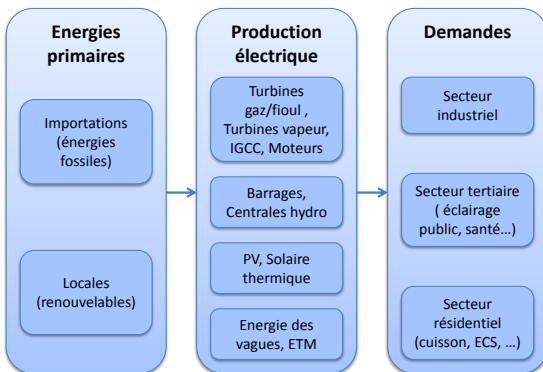 Energies
primaires
Importations
(énergies
fossiles)
Locales
(renouvelables)
Production
électrique
Turbines
gaz/fioul ,
Turbines vapeur,
IGCC, Moteurs
Barrages,
Centrales hydro
PV, Solaire
thermique
Energie des
vagues, ETM
Demandes
Secteur
industriel
Secteur tertiaire
( éclairage
public, santé…)
Secteur
résidentiel
(cuisson, ECS, …)